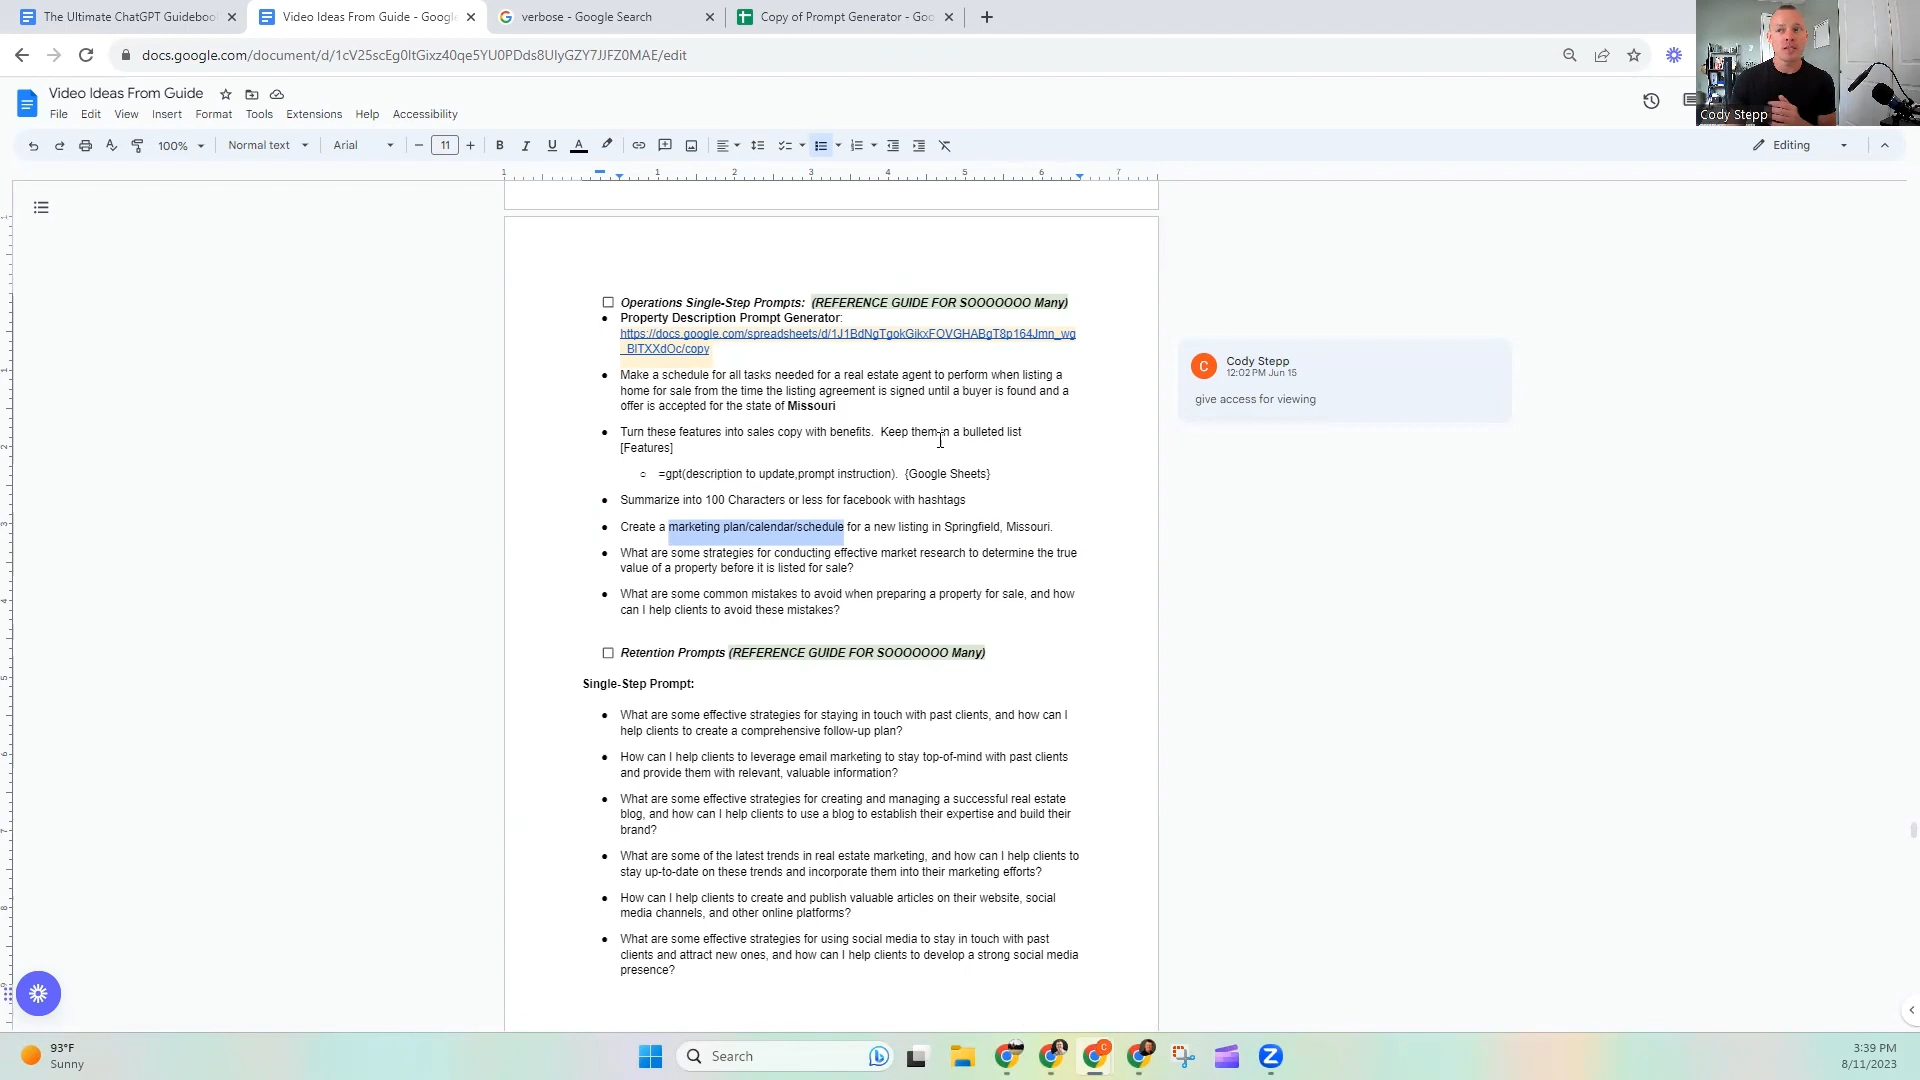 The Ultimate ChatGPT Guideboo
Video Ideas From Guide - Google
verbose - Google Search
Copy of Prompt Generator - Goo
docs.google.com/document/d/1cV25scEg0ltGixz40qe5YU0PDds8UlyGZY7JJFZ0MAE/edit
Cody Stepp
Video Ideas From Guide
File Edit View Insert Format Tools Extensions Help Accessibility
100% Normal text Arial 11 Editing
1 1 2 3 4 5 6 7
Operations Single-Step Prompts: (REFERENCE GUIDE FOR SOOOOOOO Many)
Property Description Prompt Generator:
https://docs.google.com/spreadsheets/d/1J1BdNgTgokGikxFOVGHABgT8p164Jmn_wg
_BlTXXdOc/copy
Make a schedule for all tasks needed for a real estate agent to perform when listing a
home for sale from the time the listing agreement is signed until a buyer is found and a
offer is accepted for the state of Missouri
Turn these features into sales copy with benefits. Keep them in a bulleted list
[Features]
=gpt(description to update,prompt instruction). {Google Sheets}
Summarize into 100 Characters or less for facebook with hashtags
Create a marketing plan/calendar/schedule for a new listing in Springfield, Missouri.
What are some strategies for conducting effective market research to determine the true
value of a property before it is listed for sale?
What are some common mistakes to avoid when preparing a property for sale, and how
can I help clients to avoid these mistakes?
Retention Prompts (REFERENCE GUIDE FOR SOOOOOOO Many)
Single-Step Prompt:
What are some effective strategies for staying in touch with past clients, and how can I
help clients to create a comprehensive follow-up plan?
How can I help clients to leverage email marketing to stay top-of-mind with past clients
and provide them with relevant, valuable information?
What are some effective strategies for creating and managing a successful real estate
blog, and how can I help clients to use a blog to establish their expertise and build their
brand?
What are some of the latest trends in real estate marketing, and how can I help clients to
stay up-to-date on these trends and incorporate them into their marketing efforts?
How can I help clients to create and publish valuable articles on their website, social
media channels, and other online platforms?
What are some effective strategies for using social media to stay in touch with past
clients and attract new ones, and how can I help clients to develop a strong social media
presence?
C
Cody Stepp
12:02 PM Jun 15
give access for viewing
93°F
Sunny
Search
3:39 PM
8/11/2023